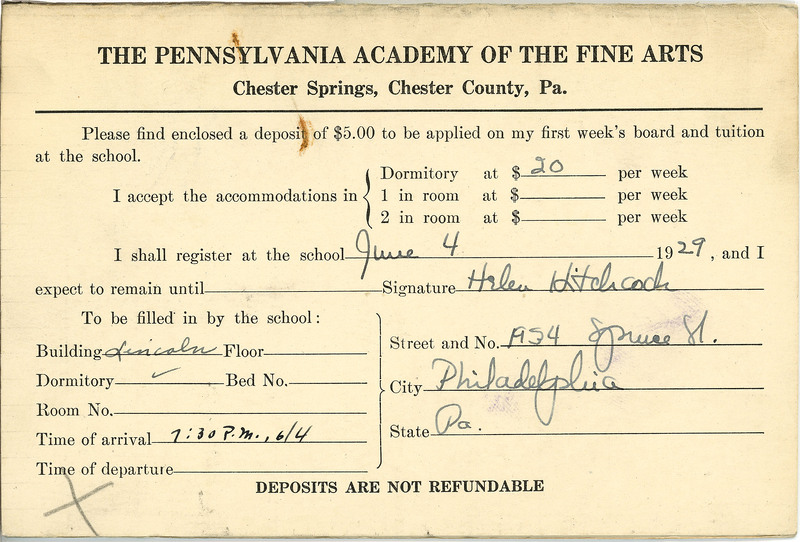 THE PENNSYLVANIA ACADEMY OF THE FINE ARTS
Chester Springs, Chester County, Pa.
Please find enclosed a deposit of $5.00 to be applied on my first week's board and tuition
at the school.
I accept the accommodations in
Dormitory at $ 20 per week
1 in room at $ per week
2 in room at $ per week
I shall register at the school June 4 1929, and I
expect to remain until Signature Helen Hitchcock
To be filled in by the school:
Building Lincoln Floor
Dormitory ✓ Bed No.
Room No.
Time of arrival 7:30 P.M., 6/4
Time of departure
Street and No. 1934 Spruce St.
City Philadelphia
State Pa.
DEPOSITS ARE NOT REFUNDABLE